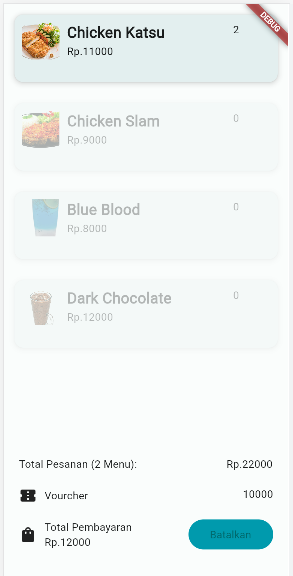 DEBUG
Chicken Katsu 2
Rp.11000
Chicken Slam 0
Rp.9000
Blue Blood 0
Rp.8000
Dark Chocolate 0
Rp.12000
Total Pesanan (2 Menu): Rp.22000
Vourcher 10000
Total Pembayaran
Rp.12000
Batalkan